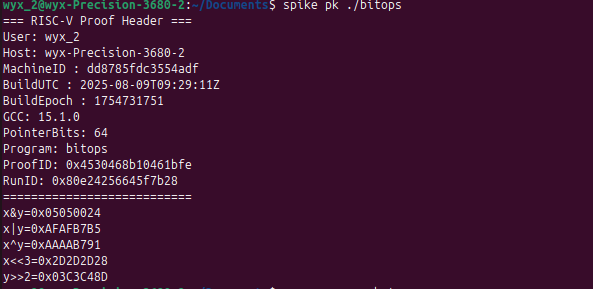 wyx_2@wyx-Precision-3680-2:~/Documents$ spike pk ./bitops
=== RISC-V Proof Header ===
User: wyx_2
Host: wyx-Precision-3680-2
MachineID : dd8785fdc3554adf
BuildUTC : 2025-08-09T09:29:11Z
BuildEpoch : 1754731751
GCC: 15.1.0
PointerBits: 64
Program: bitops
ProofID: 0x4530468b10461bfe
RunID: 0x80e24256645f7b28
===========================
x&y=0x05050024
x|y=0xAFAFB7B5
x^y=0xAAAAB791
x<<3=0x2D2D2D28
y>>2=0x03C3C48D